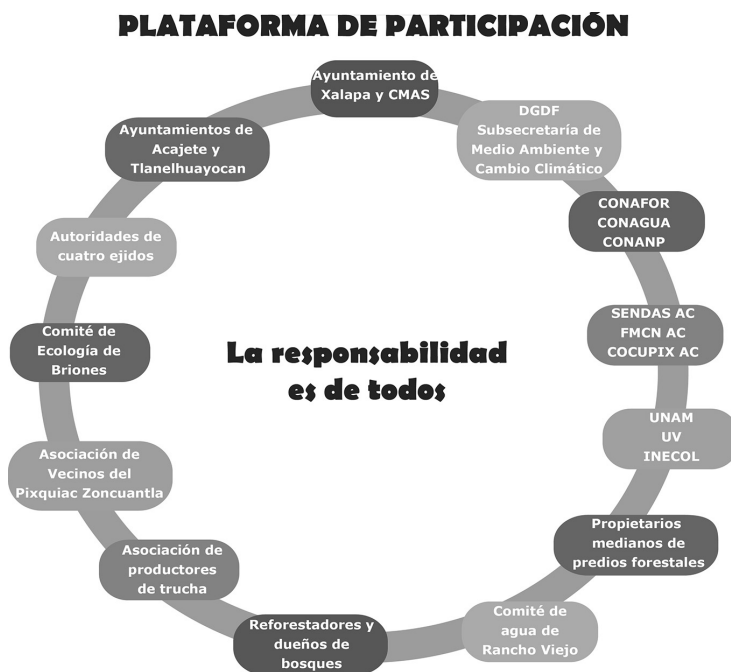 PLATAFORMA DE PARTICIPACIÓN
Ayuntamiento de
Xalapa y CMAS
DGDF
Subsecretaría de
Medio Ambiente y
Cambio Climático
CONAFOR
CONAGUA
CONANP
SENDAS AC
FMCN AC
COCUPIX AC
UNAM
UV
INECOL
Propietarios
medianos de
predios forestales
Comité de
agua de
Rancho Viejo
Reforestadores y
dueños de
bosques
Asociación de
productores
de trucha
Asociación de
Vecinos del
Pixquiac Zoncuantla
Comité de
Ecología de
Briones
Autoridades de
cuatro ejidos
Ayuntamientos de
Acajete y
Tlanelhuayocan
La responsabilidad
es de todos